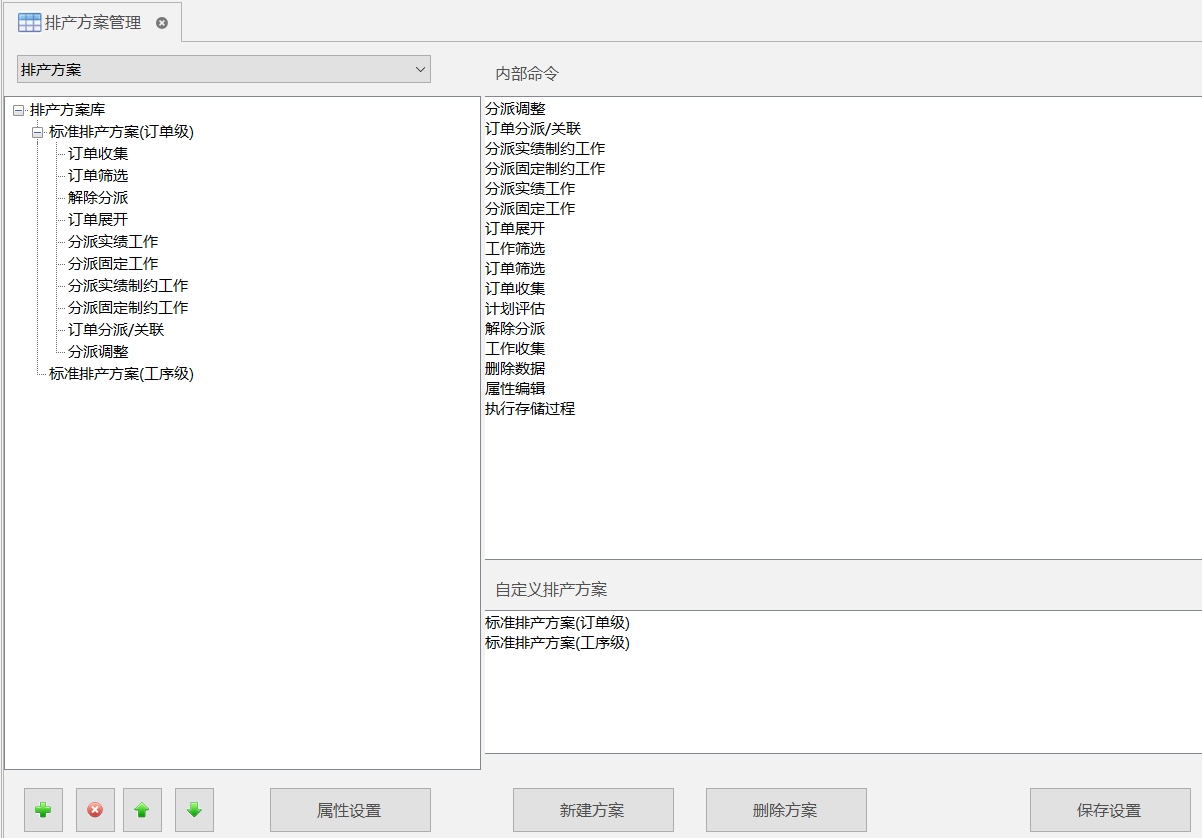 排产方案管理
排产方案
排产方案库
标准排产方案(订单级)
订单收集
订单筛选
解除分派
订单展开
分派实绩工作
分派固定工作
分派实绩制约工作
分派固定制约工作
订单分派/关联
分派调整
标准排产方案(工序级)
内部命令
分派调整
订单分派/关联
分派实绩制约工作
分派固定制约工作
分派实绩工作
分派固定工作
订单展开
工作筛选
订单筛选
订单收集
计划评估
解除分派
工作收集
删除数据
属性编辑
执行存储过程
自定义排产方案
标准排产方案(订单级)
标准排产方案(工序级)
属性设置
新建方案
删除方案
保存设置